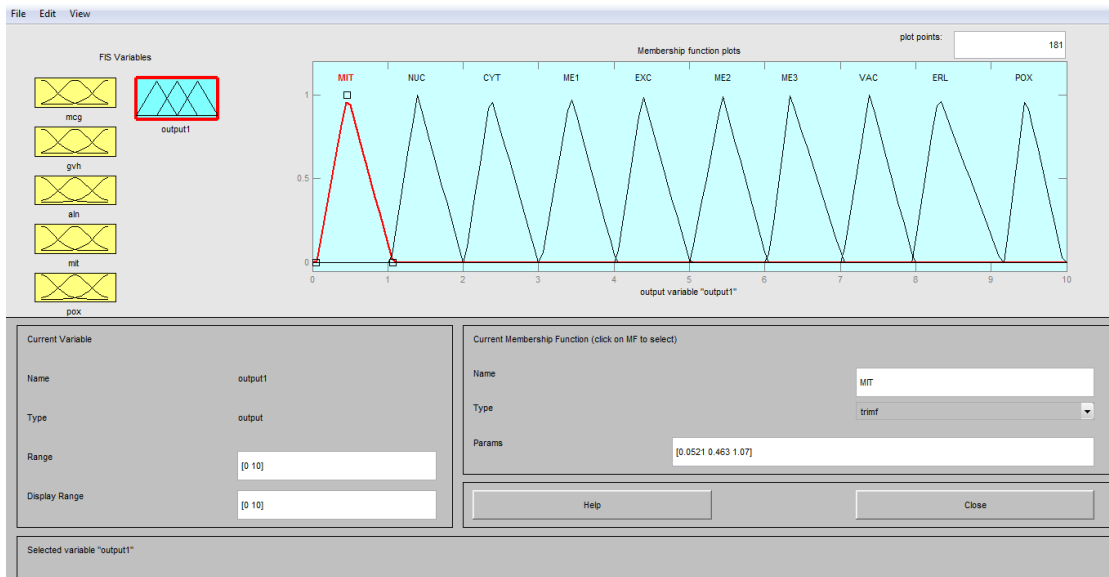 File Edit View
FIS Variables
mcg
gvh
aln
mit
pox
output1
plot points:
181
Membership function plots
MIT NUC CYT ME1 EXC ME2 ME3 VAC ERL POX
1
0.5
0
0 1 2 3 4 5 6 7 8 9 10
output variable "output1"
Current Variable
Name output1
Type output
Range [0 10]
Display Range [0 10]
Current Membership Function (click on MF to select)
Name MIT
Type trimf
Params [0.0521 0.463 1.07]
Help Close
Selected variable "output1"